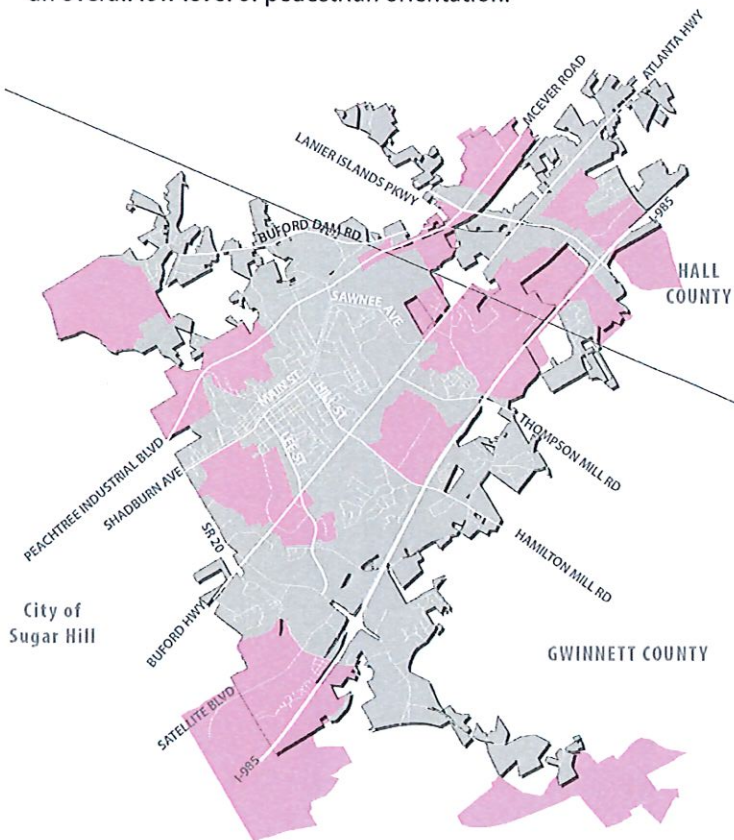 an overall low level of pedestrian orientation.
ATLANTA HWY
MCEVER ROAD
LANIER ISLANDS PKWY
I-985
BUFORD DAM RD
HALL
COUNTY
SAWNEE AVE
MAIN ST
HILL ST
LEE ST
THOMPSON MILL RD
PEACHTREE INDUSTRIAL BLVD
SHADBURN AVE
SR 20
HAMILTON MILL RD
BUFORD HWY
City of
Sugar Hill
GWINNETT COUNTY
SATELLITE BLVD
I-985